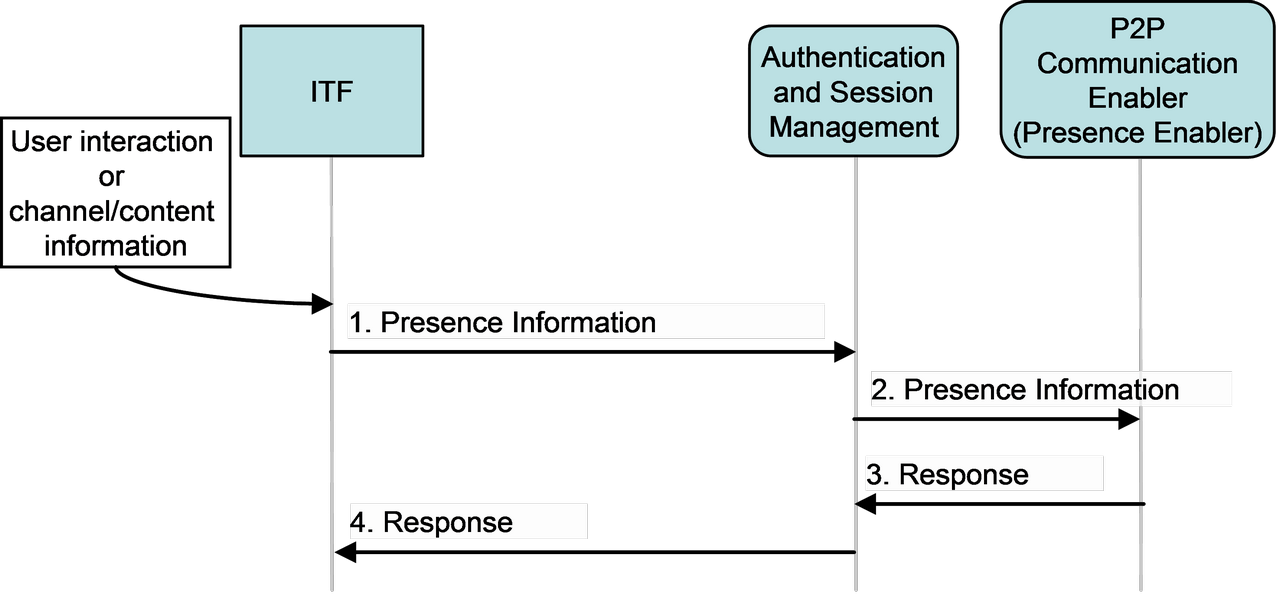 ITF
Authentication
and Session
Management
P2P
Communication
Enabler
(Presence Enabler)
User interaction
or
channel/content
information
1. Presence Information
2. Presence Information
3. Response
4. Response